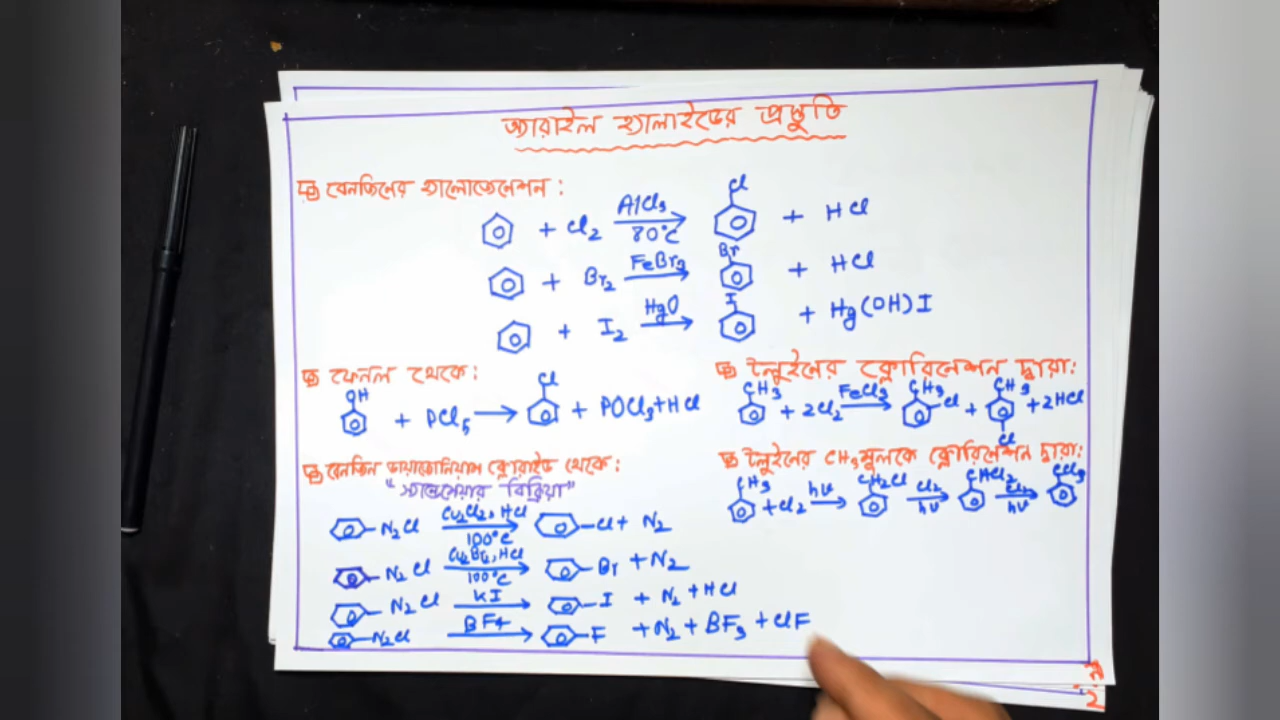 অ্যারাইল হ্যালাইডের প্রস্তুতি
বেনজিনের হ্যালোজেনেশন :
+ Cl2 AlCl3 80°C Cl + HCl
+ Br2 FeBr3 Br + HCl
+ I2 HgO I + Hg(OH)I
ফেনল থেকে :
OH + PCl5 → Cl + POCl3 + HCl
বেনজিন ডায়াজোনিয়াম ক্লোরাইড থেকে :
"স্যান্ডমেয়ার বিক্রিয়া"
N2Cl Cu2Cl2, HCl 100°C Cl + N2
N2Cl Cu2Br2, HCl 100°C Br + N2
N2Cl KI I + N2 + HCl
N2Cl BF4 F + N2 + BF3 + ClF
টলুইনের ক্লোরিনেশন দ্বারা :
CH3 + 2Cl2 FeCl3 CH3 Cl + CH3 Cl + 2HCl
টলুইনের CH3 মূলকে ক্লোরিনেশন দ্বারা :
CH3 + Cl2 hν CH2Cl Cl2 hν CHCl2 Cl2 hν CCl3